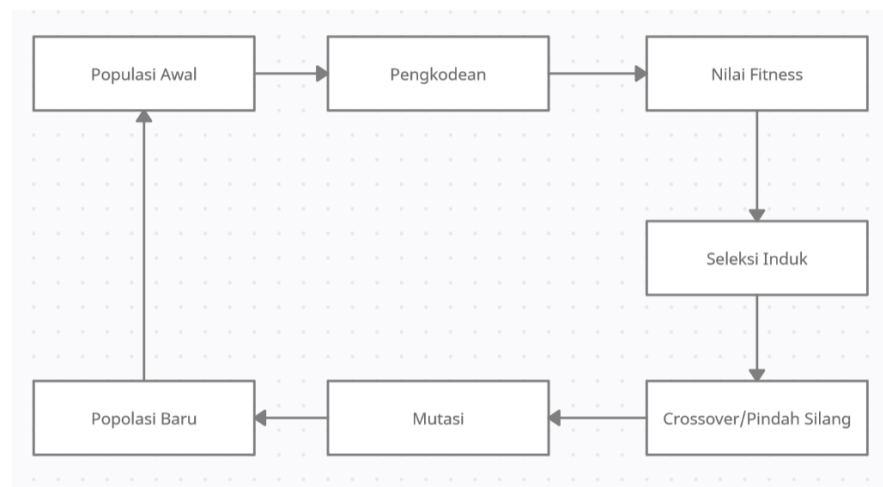 Populasi Awal
Pengkodean
Nilai Fitness
Seleksi Induk
Crossover/Pindah Silang
Mutasi
Popolasi Baru